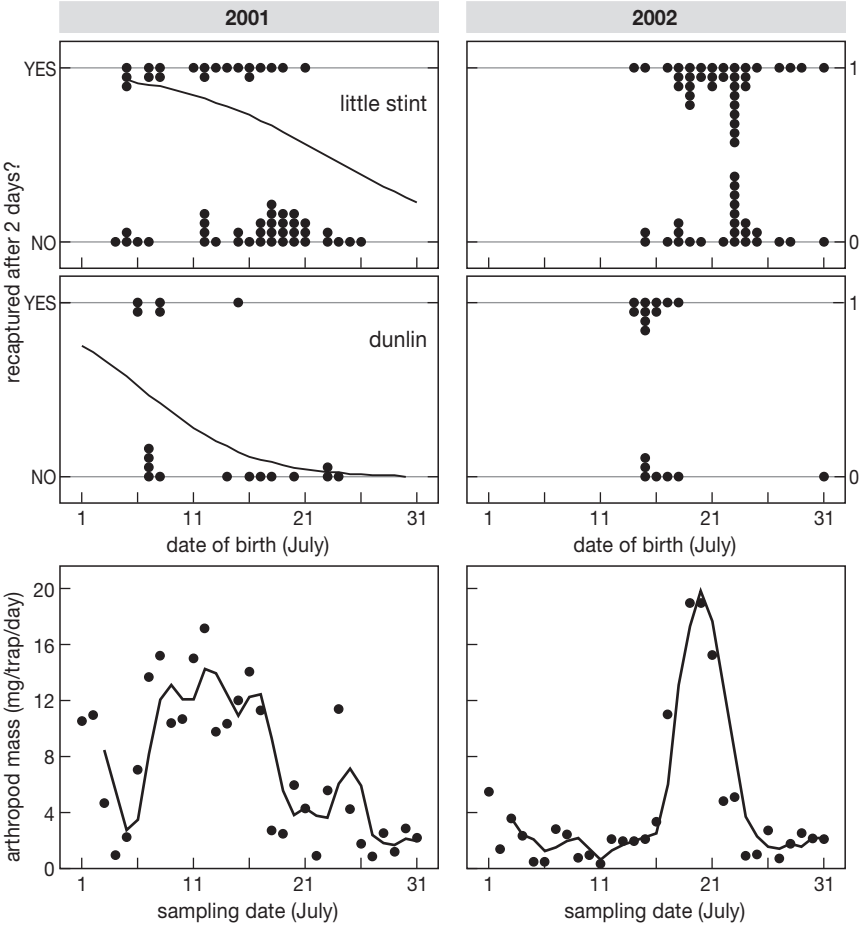 2001 2002
recaptured after 2 days?
YES 1
little stint
NO 0
YES 1
dunlin
NO 0
1 11 21 31 1 11 21 31
date of birth (July) date of birth (July)
arthropod mass (mg/trap/day)
20
16
12
8
4
0
1 11 21 31 1 11 21 31
sampling date (July) sampling date (July)